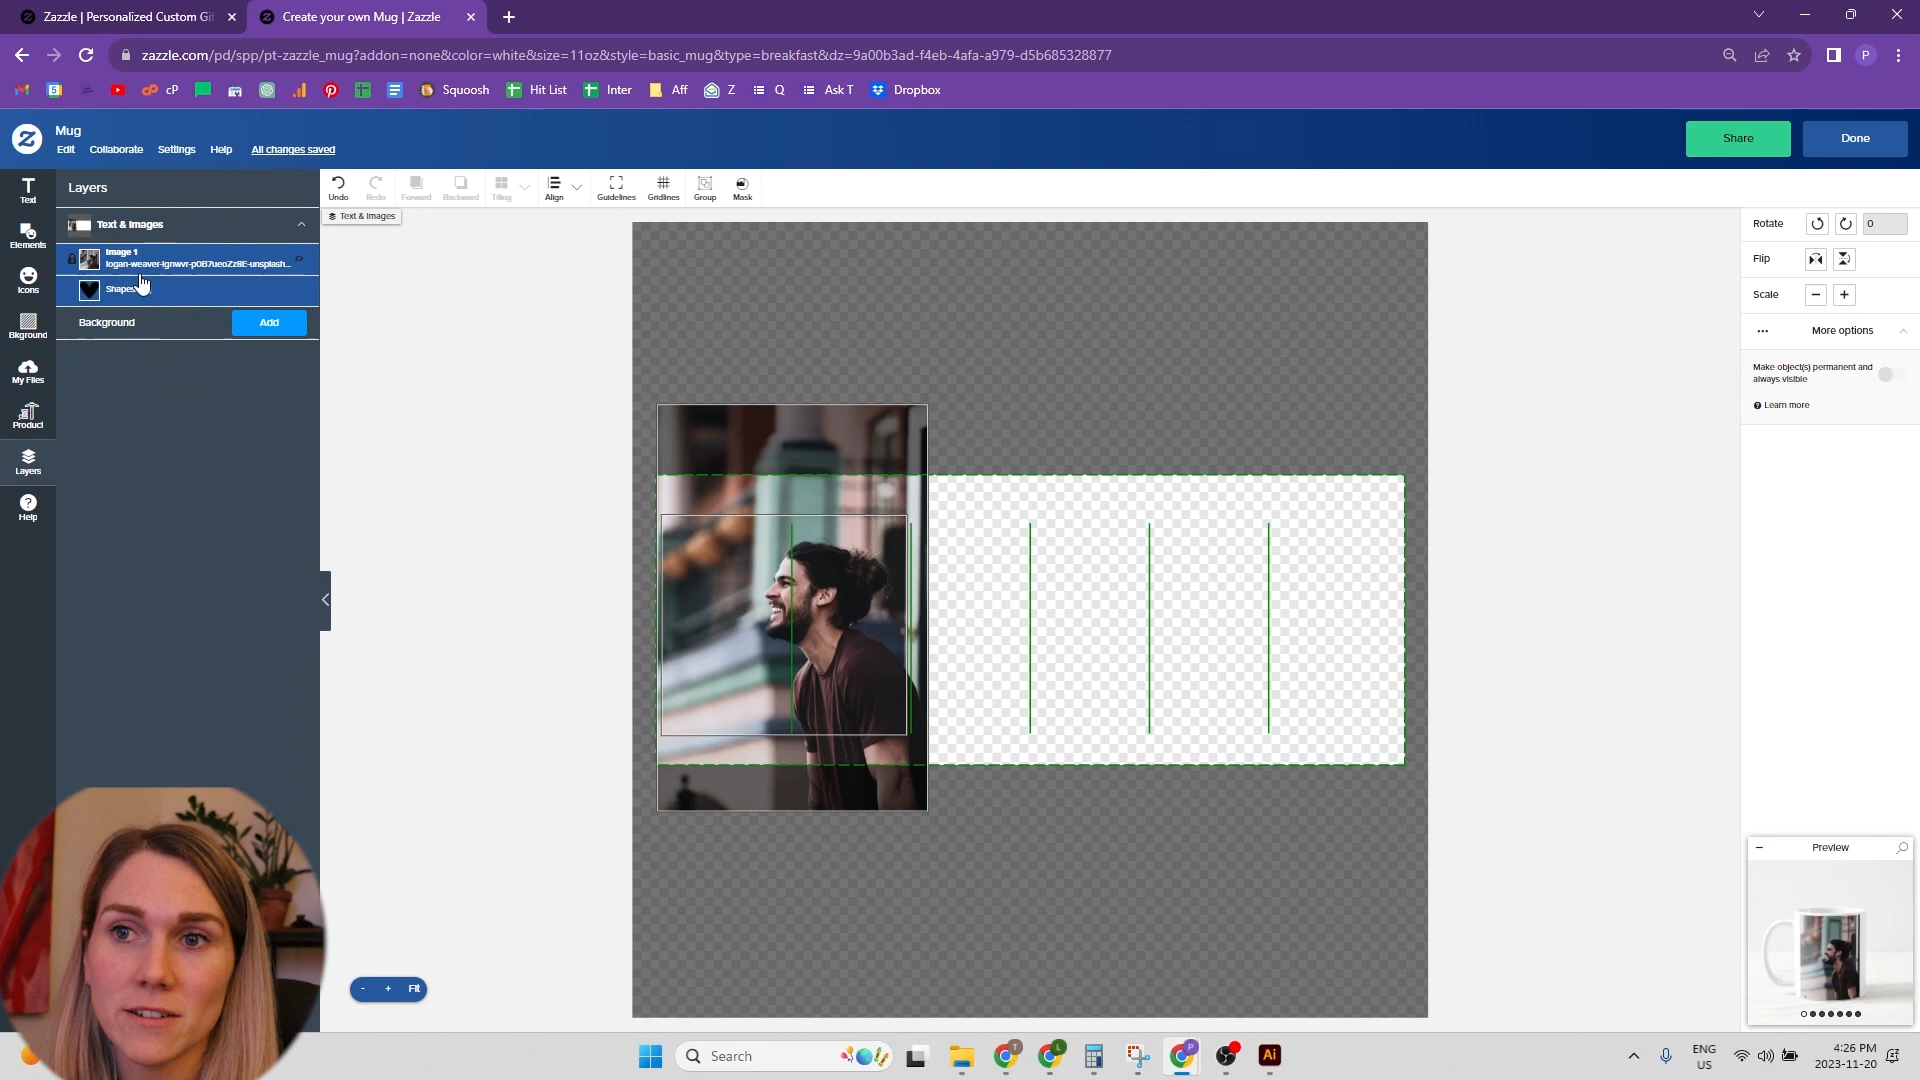 Zazzle | Personalized Custom Gif
Create your own Mug | Zazzle
zazzle.com/pd/spp/pt-zazzle_mug?addon=none&color=white&size=11oz&style=basic_mug&type=breakfast&dz=9a00b3ad-f4eb-4afa-a979-d5b685328877
P
cP
Squoosh
Hit List
Inter
Aff
Z
Q
Ask T
Dropbox
Mug
Edit
Collaborate
Settings
Help
All changes saved
Share
Done
Text
Elements
Icons
Bkground
My Files
Product
Layers
Help
Layers
Text & Images
Image 1
logan-weaver-lgnwvr-p0B7ueoZz8E-unsplash...
Shapes
Background
Add
Undo
Redo
Forward
Backward
Tiling
Align
Guidelines
Gridlines
Group
Mask
Text & Images
Rotate
0
Flip
Scale
More options
Make object(s) permanent and
always visible
Learn more
Preview
- + Fit
Search
T
L
P
Ai
ENG
US
4:26 PM
2023-11-20